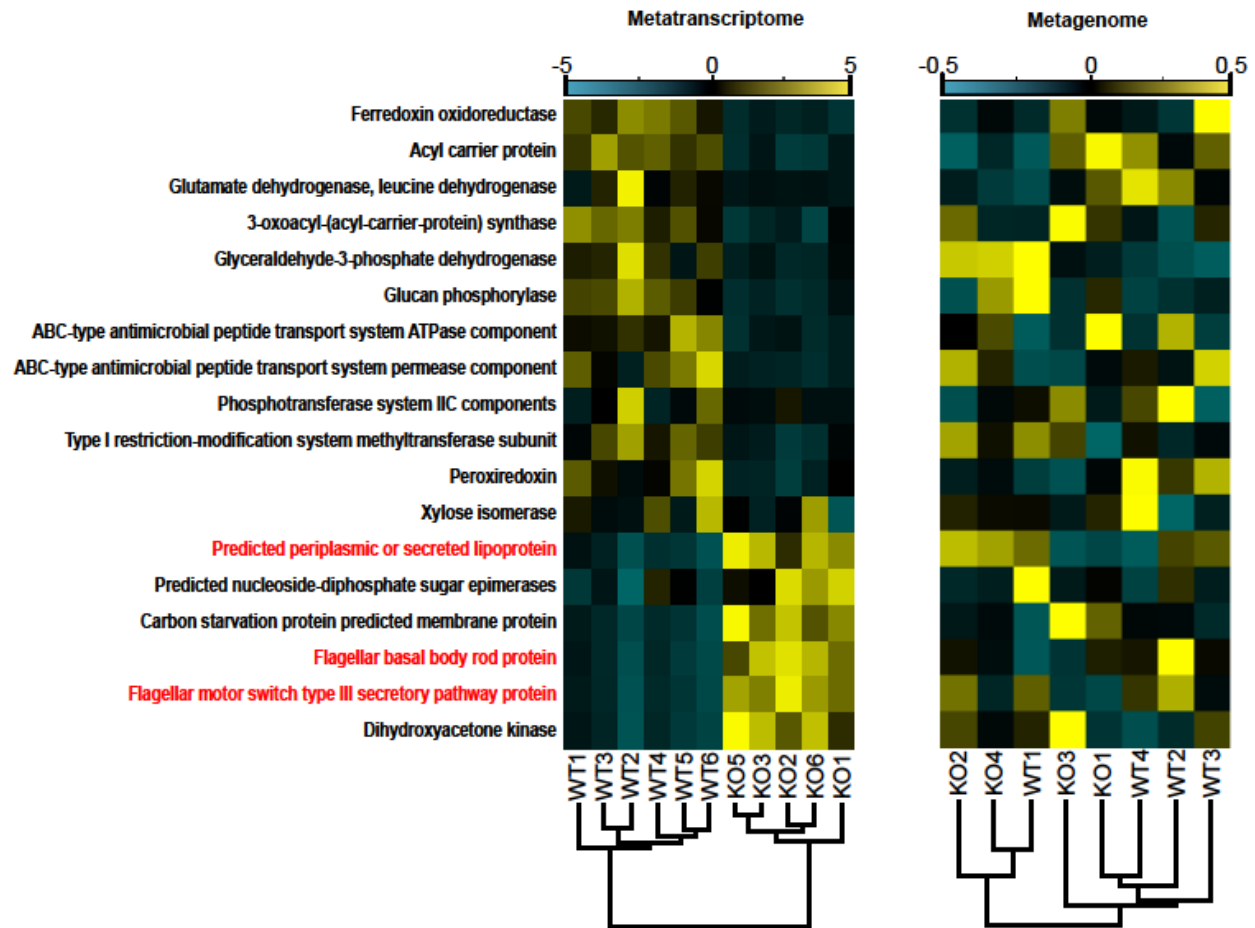 Metatranscriptome Metagenome
-5 0 5 -0.5 0 0.5
Ferredoxin oxidoreductase
Acyl carrier protein
Glutamate dehydrogenase, leucine dehydrogenase
3-oxoacyl-(acyl-carrier-protein) synthase
Glyceraldehyde-3-phosphate dehydrogenase
Glucan phosphorylase
ABC-type antimicrobial peptide transport system ATPase component
ABC-type antimicrobial peptide transport system permease component
Phosphotransferase system IIC components
Type I restriction-modification system methyltransferase subunit
Peroxiredoxin
Xylose isomerase
Predicted periplasmic or secreted lipoprotein
Predicted nucleoside-diphosphate sugar epimerases
Carbon starvation protein predicted membrane protein
Flagellar basal body rod protein
Flagellar motor switch type III secretory pathway protein
Dihydroxyacetone kinase
WT1 WT3 WT2 WT4 WT5 WT6 KO5 KO3 KO2 KO6 KO1 KO2 KO4 WT1 KO3 KO1 WT4 WT2 WT3